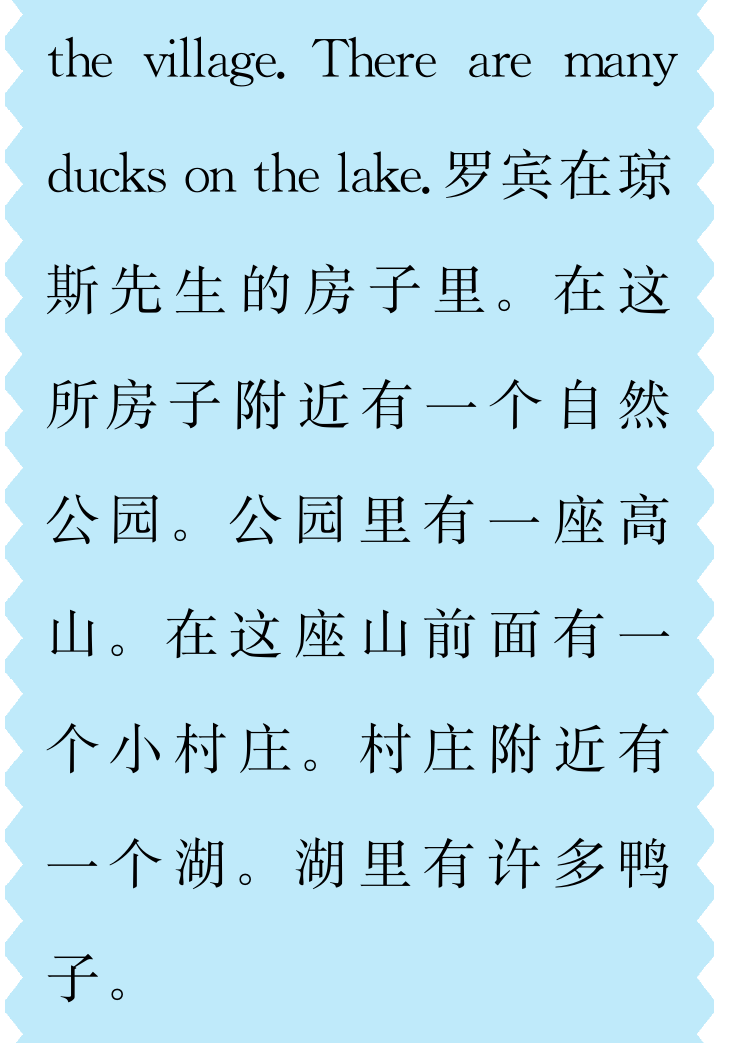 the village. There are many
ducks on the lake.罗宾在琼
斯先生的房子里。在这
所房子附近有一个自然
公园。公园里有一座高
山。在这座山前面有一
个小村庄。村庄附近有
一个湖。湖里有许多鸭
子。